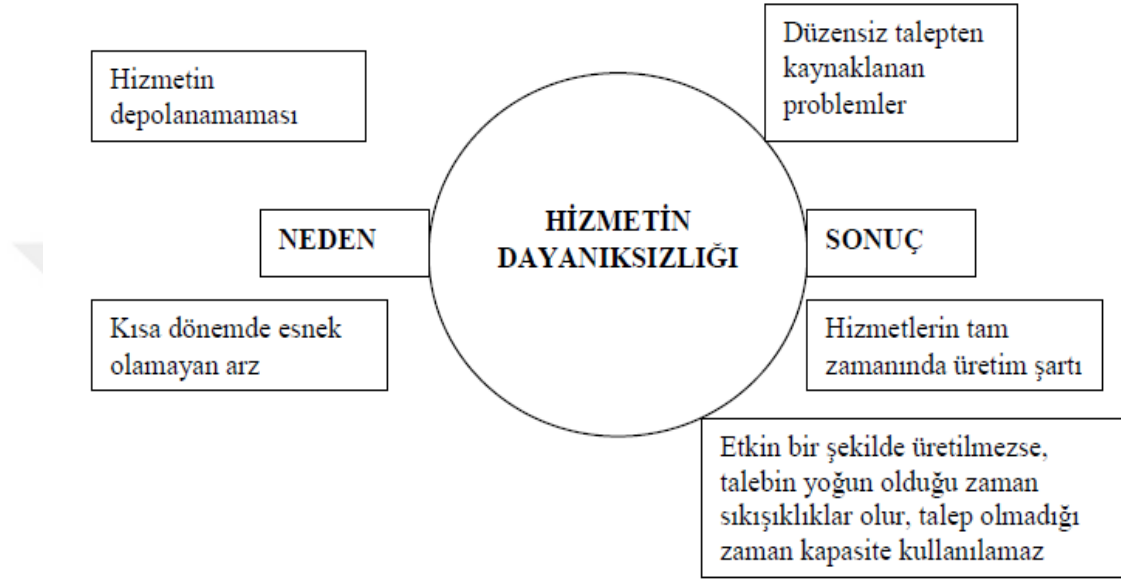 Hizmetin
depolanamaması
Düzensiz talepten
kaynaklanan
problemler
NEDEN
HİZMETİN
DAYANIKSIZLIĞI
SONUÇ
Kısa dönemde esnek
olamayan arz
Hizmetlerin tam
zamanında üretim şartı
Etkin bir şekilde üretilmezse,
talebin yoğun olduğu zaman
sıkışıklıklar olur, talep olmadığı
zaman kapasite kullanılamaz